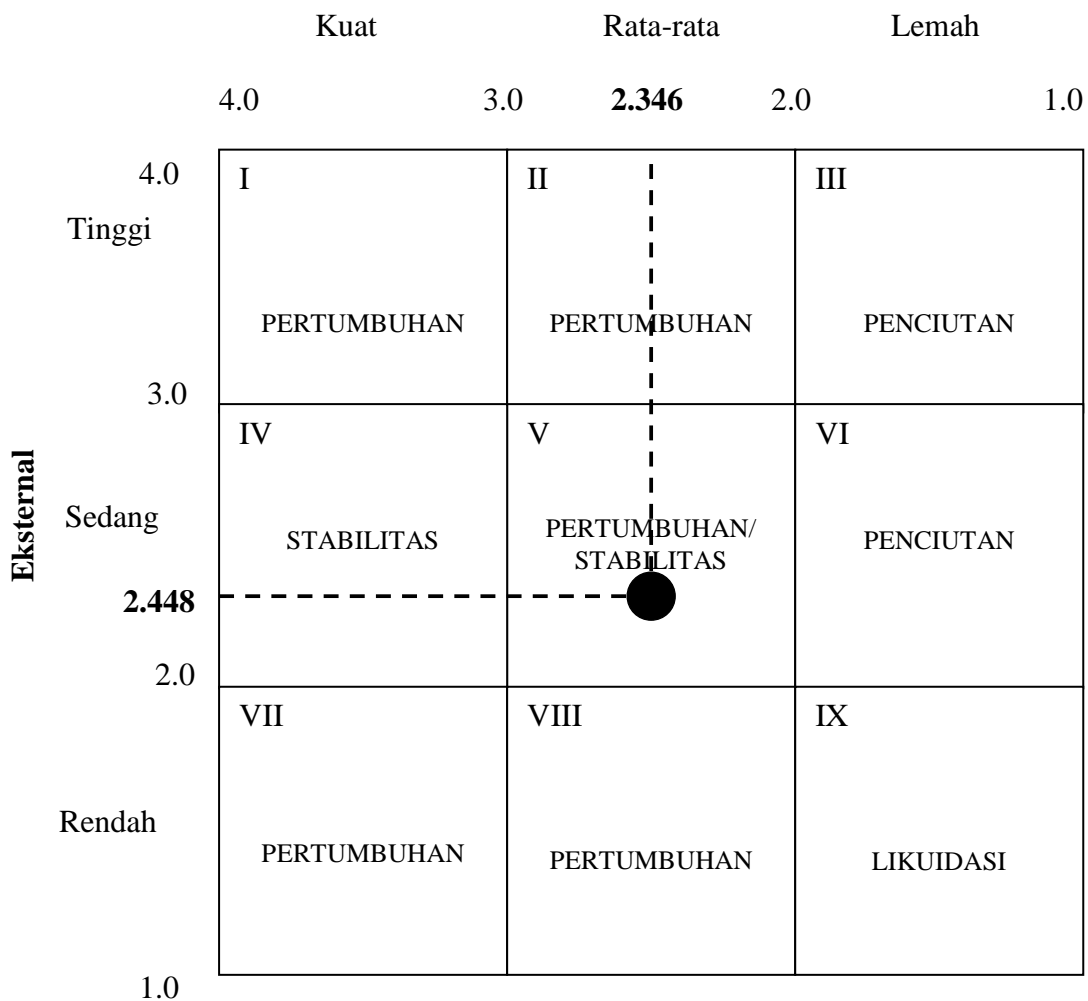 Kuat Rata-rata Lemah
4.0 3.0 2.346 2.0 1.0
4.0
Tinggi
I II III
PERTUMBUHAN PERTUMBUHAN PENCIUTAN
3.0
Eksternal
Sedang
IV V VI
STABILITAS PERTUMBUHAN/ PENCIUTAN
STABILITAS
2.448
2.0
VII VIII IX
Rendah
PERTUMBUHAN PERTUMBUHAN LIKUIDASI
1.0